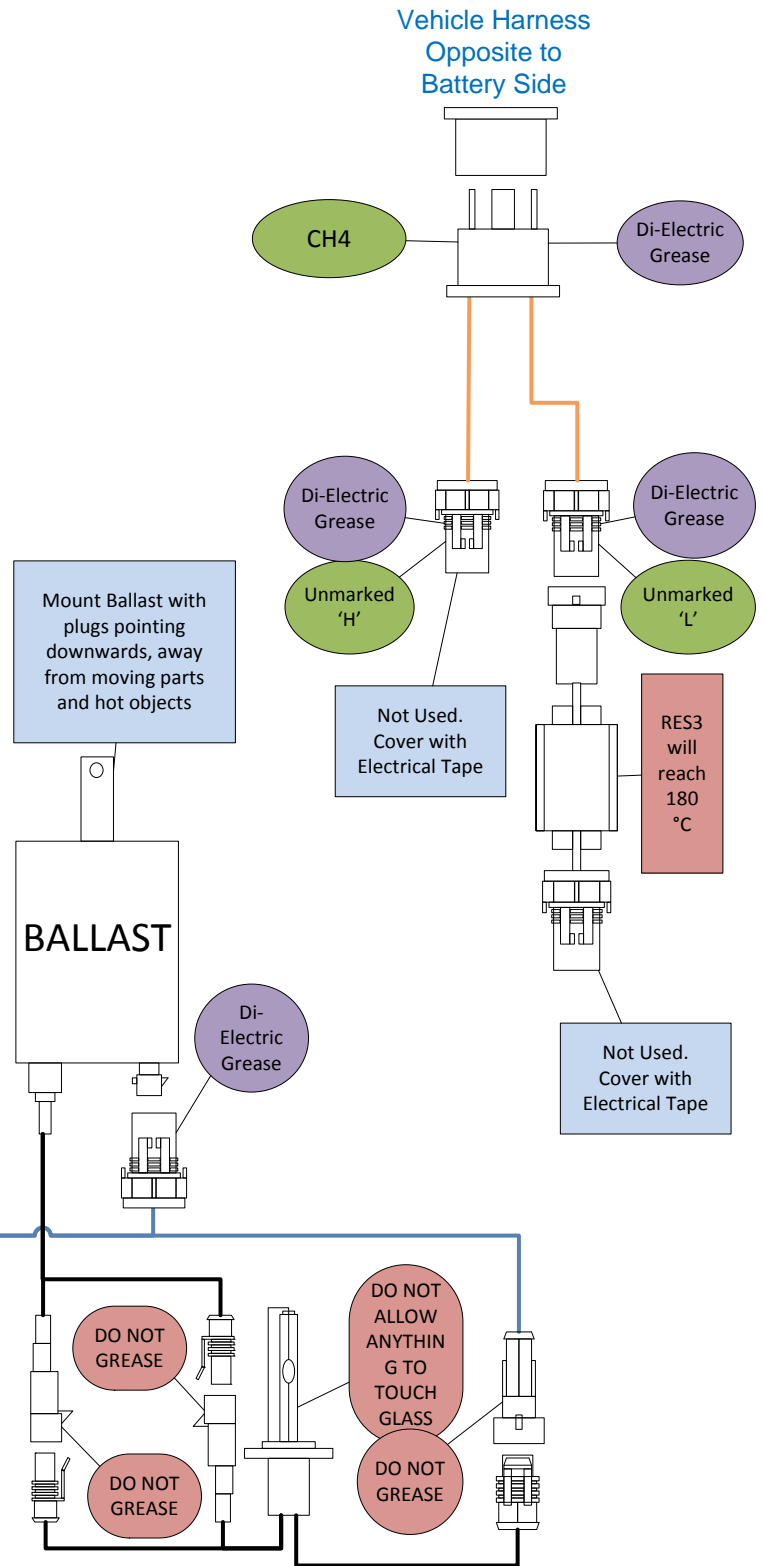 Vehicle Harness
Opposite to
Battery Side
CH4
Di-Electric
Grease
Di-Electric
Grease
Unmarked
‘H’
Di-Electric
Grease
Unmarked
‘L’
Mount Ballast with
plugs pointing
downwards, away
from moving parts
and hot objects
Not Used.
Cover with
Electrical Tape
RES3
will
reach
180
°C
BALLAST
Di-
Electric
Grease
Not Used.
Cover with
Electrical Tape
DO NOT
GREASE
DO NOT
ALLOW
ANYTHIN
G TO
TOUCH
GLASS
DO NOT
GREASE
DO NOT
GREASE